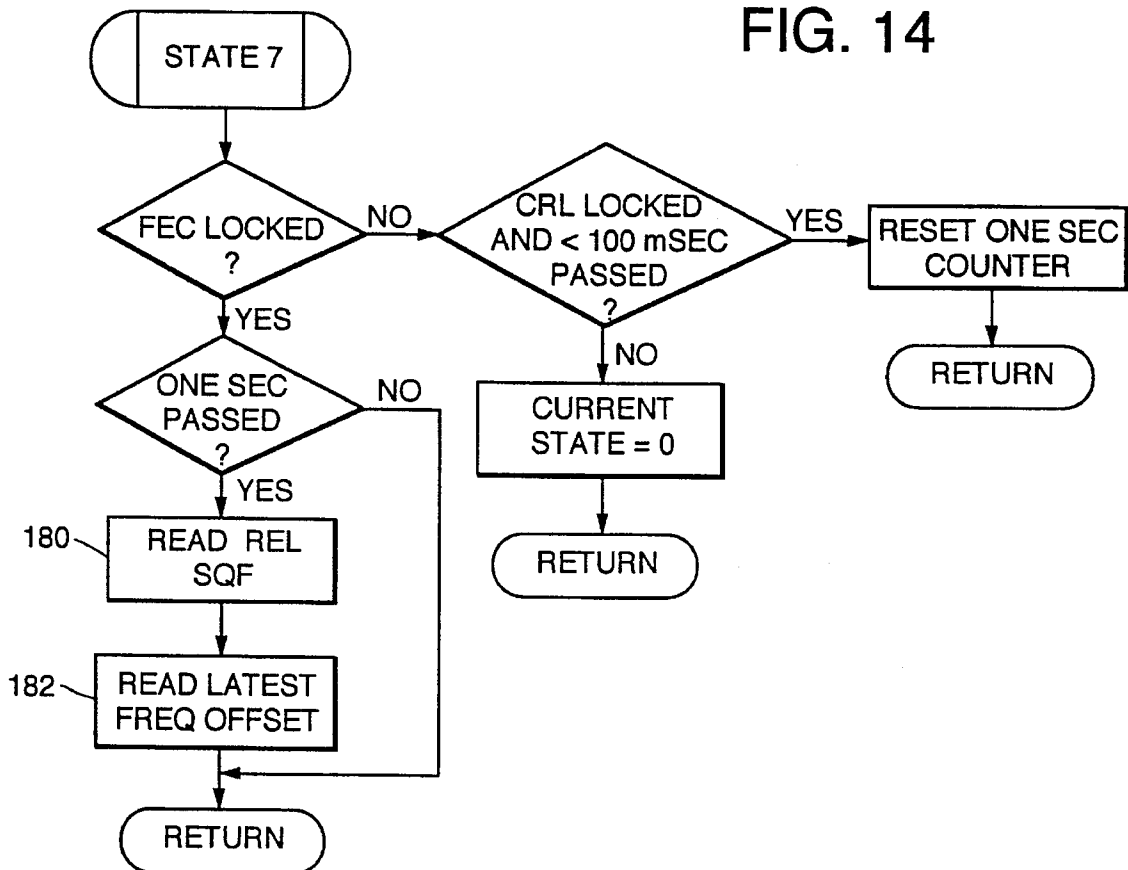 FIG. 14
STATE 7
FEC LOCKED
?
NO
YES
CRL LOCKED
AND < 100 mSEC
PASSED
?
YES
NO
RESET ONE SEC
COUNTER
RETURN
CURRENT
STATE = 0
RETURN
ONE SEC
PASSED
?
NO
YES
180
READ REL
SQF
182
READ LATEST
FREQ OFFSET
RETURN